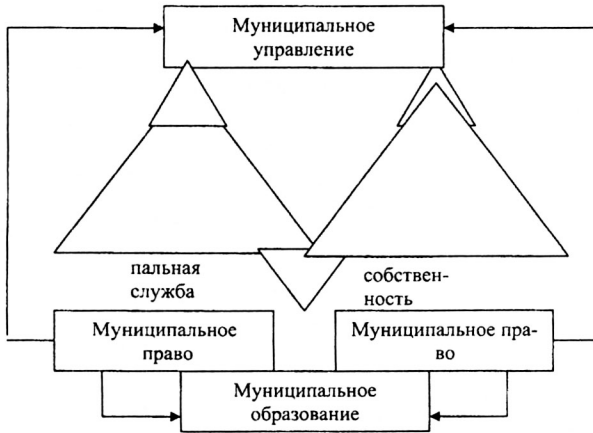 Муниципальное
управление
пальная
служба
собствен-
ность
Муниципальное
право
Муниципальное пра-
во
Муниципальное
образование